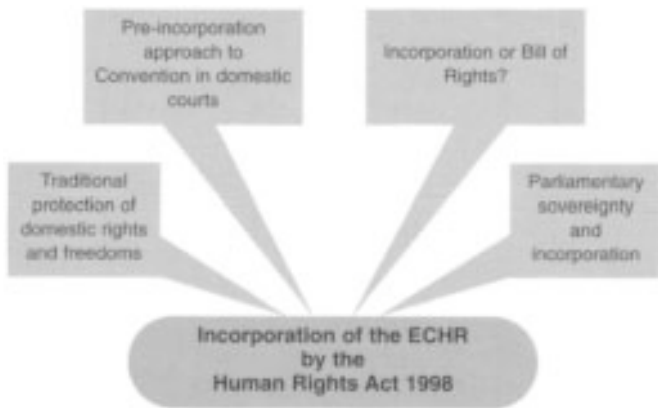 Pre-incorporation
approach to
Convention in domestic
courts
Incorporation or Bill of
Rights?
Traditional
protection of
domestic rights
and freedoms
Parliamentary
sovereignty
and
incorporation
Incorporation of the ECHR
by the
Human Rights Act 1998